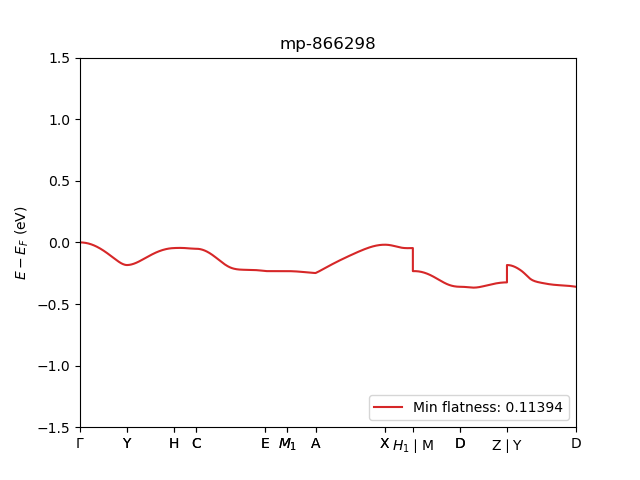 mp-866298
1.5
1.0
0.5
0.0
−0.5
−1.0
−1.5
E − E_F (eV)
Min flatness: 0.11394
Γ Y H C E M_1 A X H_1 | M D Z | Y D